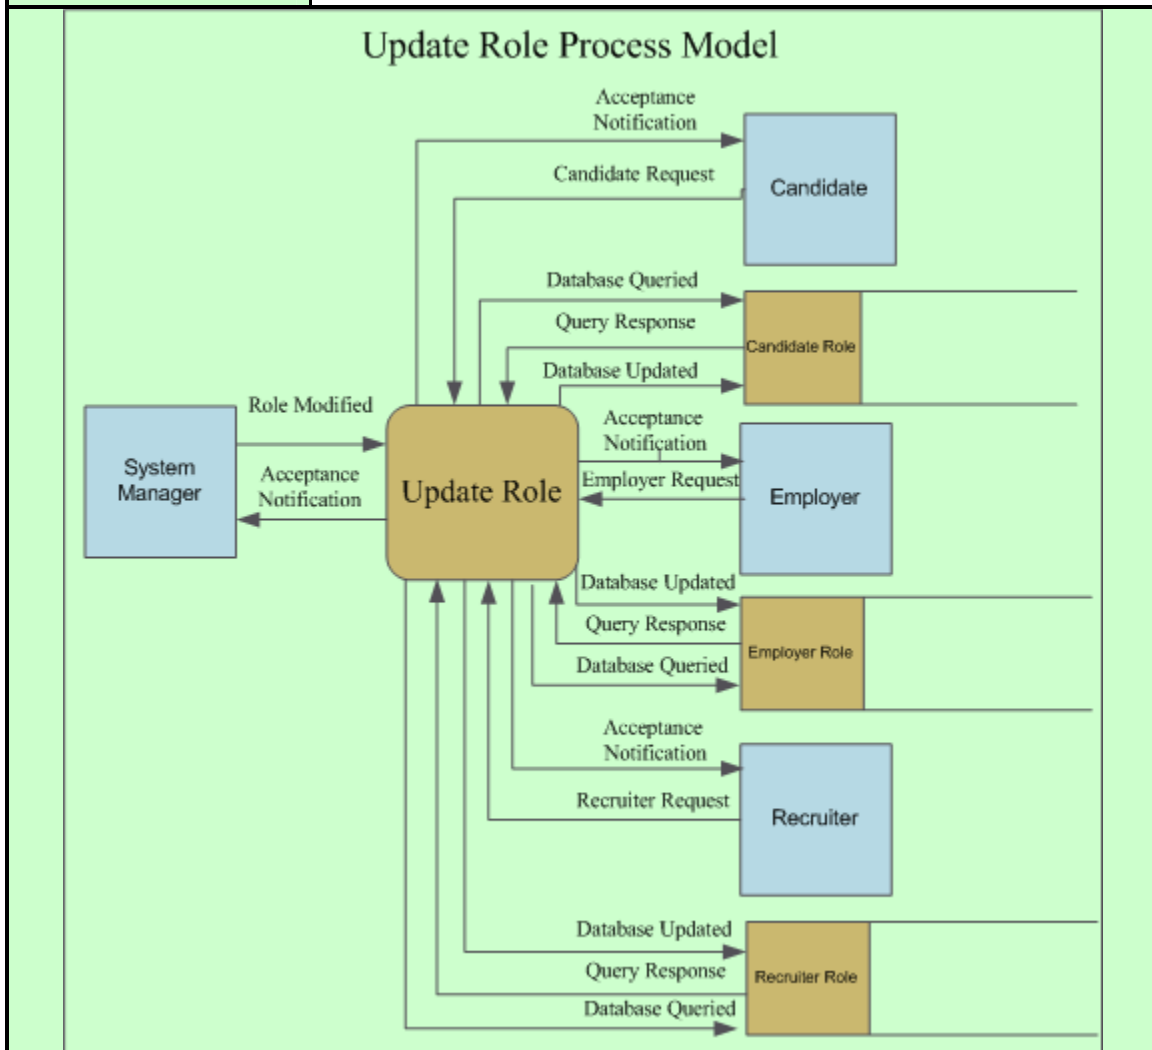 Update Role Process Model
Acceptance
Notification
Candidate Request
Candidate
Database Queried
Query Response
Candidate Role
Database Updated
Role Modified
System
Manager
Acceptance
Notification
Update Role
Acceptance
Notification
Employer Request
Employer
Database Updated
Query Response
Employer Role
Database Queried
Acceptance
Notification
Recruiter Request
Recruiter
Database Updated
Query Response
Recruiter Role
Database Queried